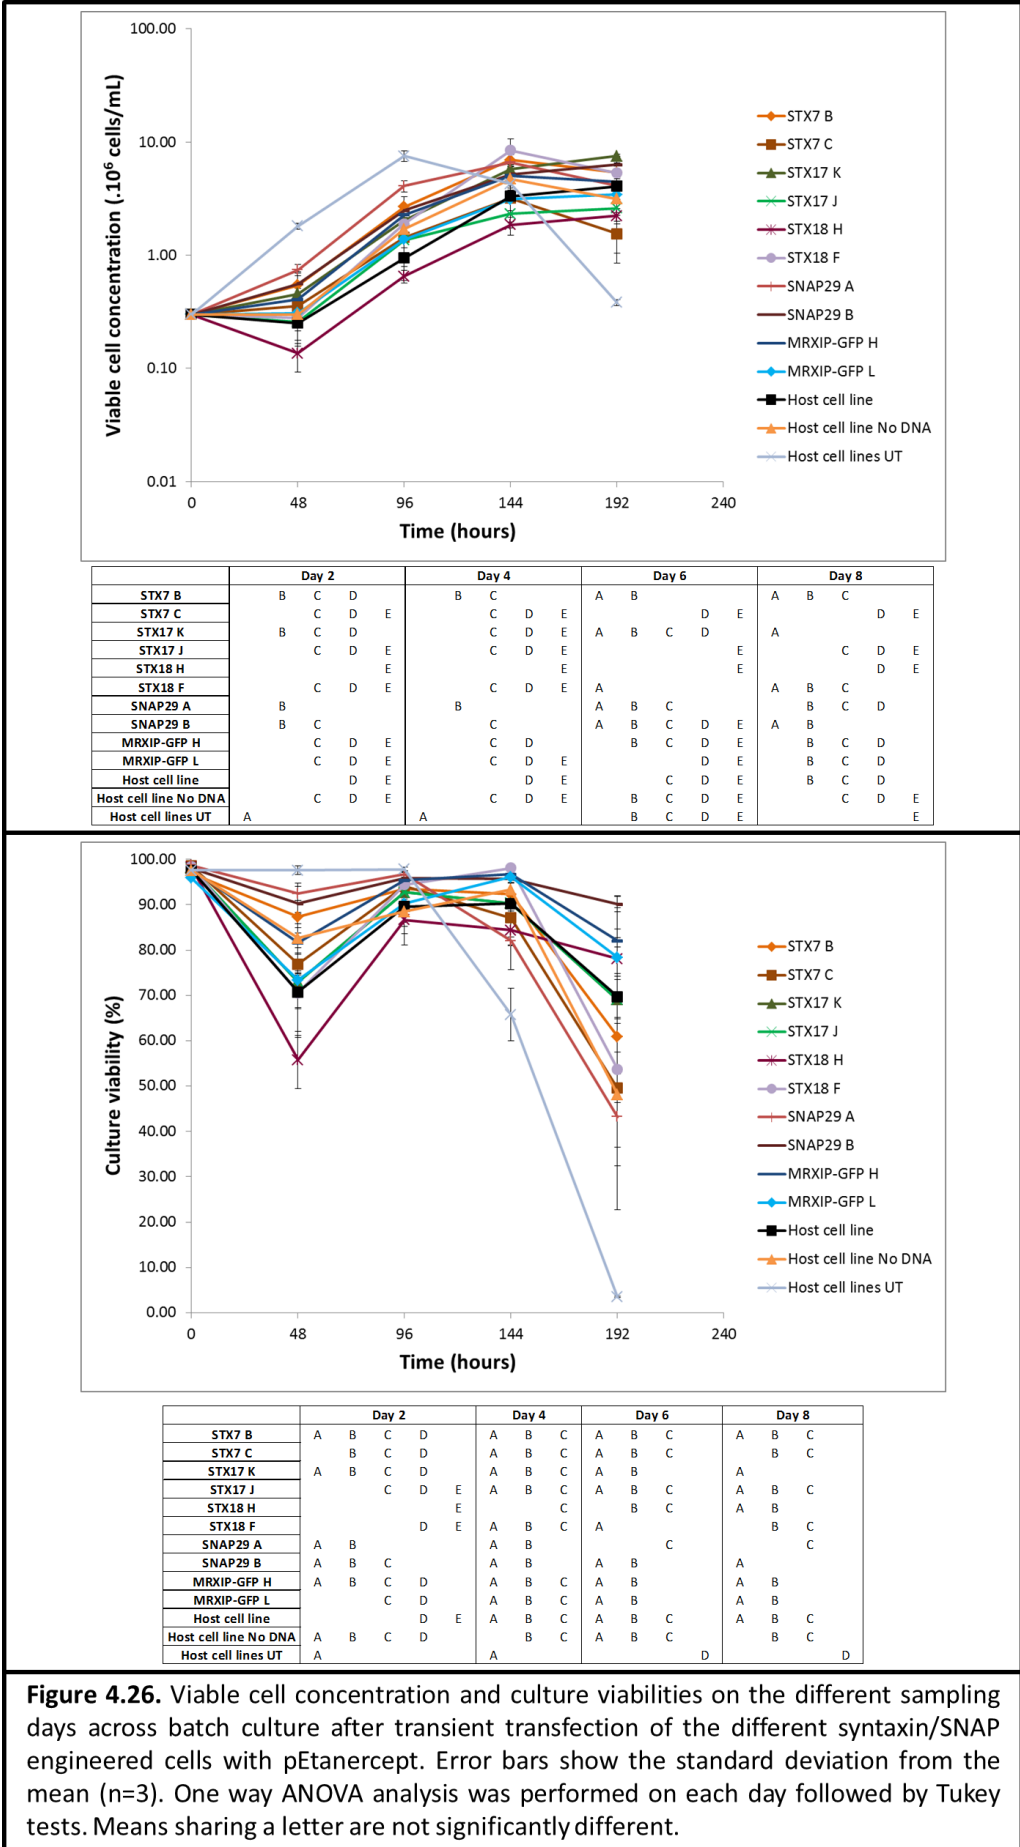 100.00
10.00
1.00
0.10
0.01
Viable cell concentration (.10⁶ cells/mL)
0 48 96 144 192 240
Time (hours)
STX7 B
STX7 C
STX17 K
STX17 J
STX18 H
STX18 F
SNAP29 A
SNAP29 B
MRXIP-GFP H
MRXIP-GFP L
Host cell line
Host cell line No DNA
Host cell lines UT
Day 2 Day 4 Day 6 Day 8
STX7 B B C D B C A B A B C
STX7 C C D E C D E D E D E
STX17 K B C D C D E A B C D A
STX17 J C D E C D E E C D E
STX18 H E E E D E
STX18 F C D E C D E A A B C
SNAP29 A B B A B C B C D
SNAP29 B B C C A B C D E A B
MRXIP-GFP H C D E C D B C D E B C D
MRXIP-GFP L C D E C D E D E B C D
Host cell line D E D E C D E B C D
Host cell line No DNA C D E C D E B C D E C D E
Host cell lines UT A A B C D E E
100.00
90.00
80.00
70.00
60.00
50.00
40.00
30.00
20.00
10.00
0.00
Culture viability (%)
0 48 96 144 192 240
Time (hours)
STX7 B
STX7 C
STX17 K
STX17 J
STX18 H
STX18 F
SNAP29 A
SNAP29 B
MRXIP-GFP H
MRXIP-GFP L
Host cell line
Host cell line No DNA
Host cell lines UT
Day 2 Day 4 Day 6 Day 8
STX7 B A B C D A B C A B C A B C
STX7 C B C D A B C A B C B C
STX17 K A B C D A B C A B A
STX17 J C D E A B C A B C A B C
STX18 H E C B C A B
STX18 F D E A B C A B C
SNAP29 A A B A B C C
SNAP29 B A B C A B A B A
MRXIP-GFP H A B C D A B C A B A B
MRXIP-GFP L C D A B C A B A B
Host cell line D E A B C A B C A B C
Host cell line No DNA A B C D B C A B C B C
Host cell lines UT A A D D
Figure 4.26. Viable cell concentration and culture viabilities on the different sampling
days across batch culture after transient transfection of the different syntaxin/SNAP
engineered cells with pEtanercept. Error bars show the standard deviation from the
mean (n=3). One way ANOVA analysis was performed on each day followed by Tukey
tests. Means sharing a letter are not significantly different.